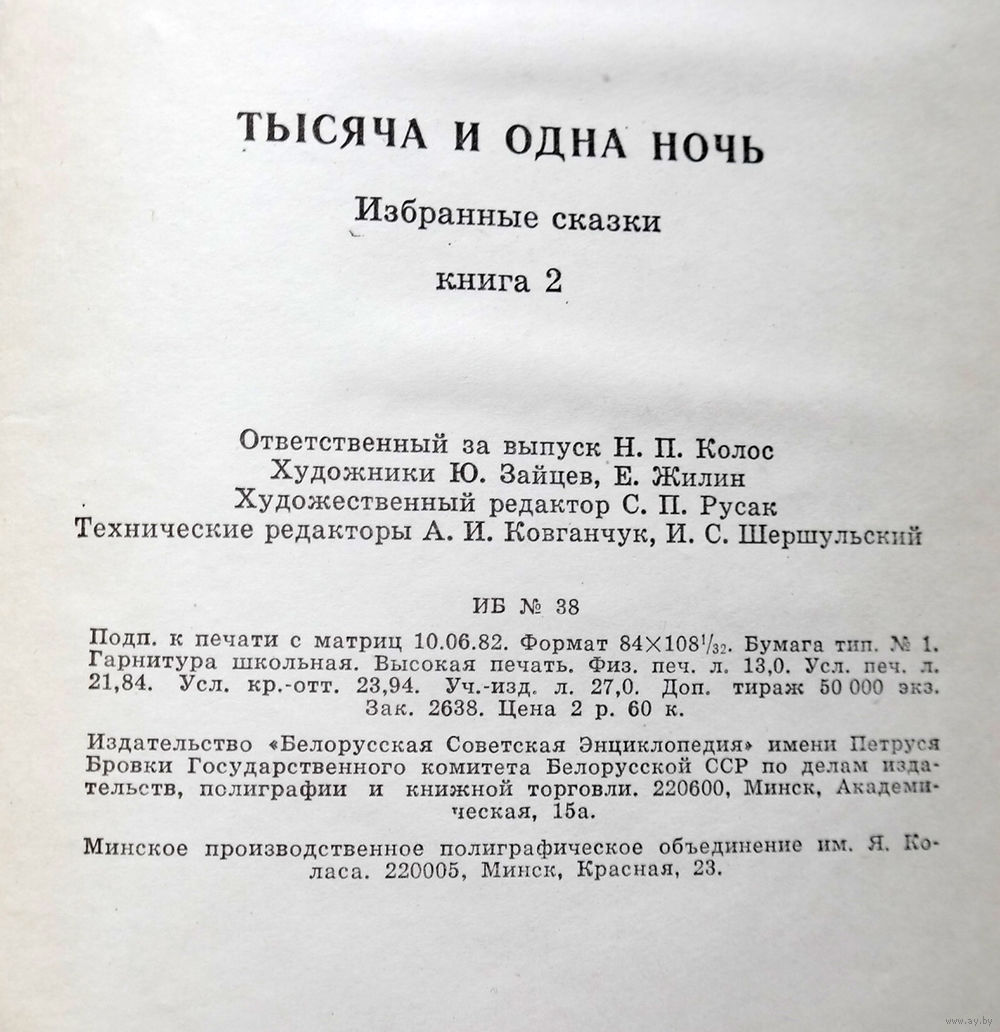 ТЫСЯЧА И ОДНА НОЧЬ
Избранные сказки
книга 2
Ответственный за выпуск Н. П. Колос
Художники Ю. Зайцев, Е. Жилин
Художественный редактор С. П. Русак
Технические редакторы А. И. Ковганчук, И. С. Шершульский
ИБ № 38
Подп. к печати с матриц 10.06.82. Формат 84×108¹/₃₂. Бумага тип. № 1.
Гарнитура школьная. Высокая печать. Физ. печ. л. 13,0. Усл. печ. л.
21,84. Усл. кр.-отт. 23,94. Уч.-изд. л. 27,0. Доп. тираж 50 000 экз.
Зак. 2638. Цена 2 р. 60 к.
Издательство «Белорусская Советская Энциклопедия» имени Петруся
Бровки Государственного комитета Белорусской ССР по делам изда-
тельств, полиграфии и книжной торговли. 220600, Минск, Академи-
ческая, 15а.
Минское производственное полиграфическое объединение им. Я. Ко-
ласа. 220005, Минск, Красная, 23.
www.ay.by